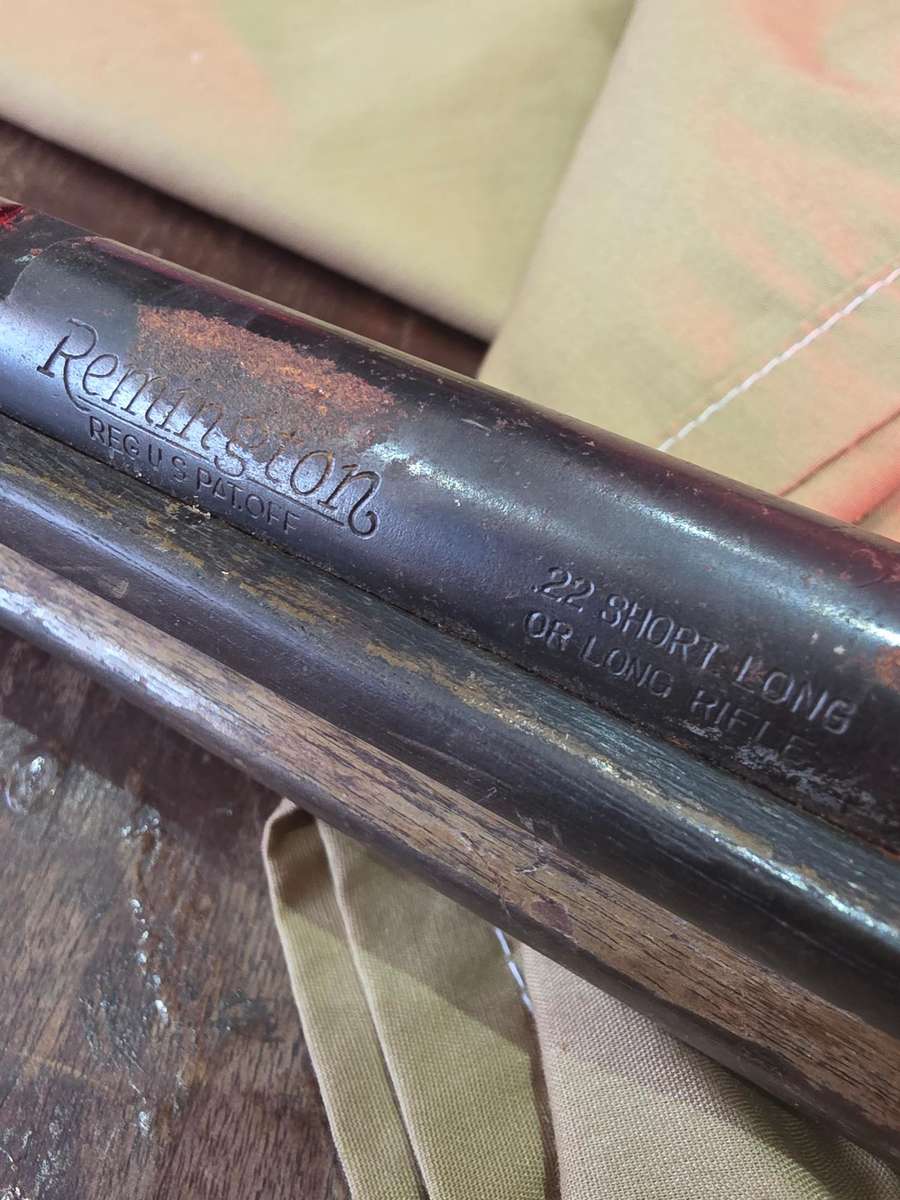 Remington
REG U S PAT.OFF
.22 SHORT. LONG
OR LONG RIFLE